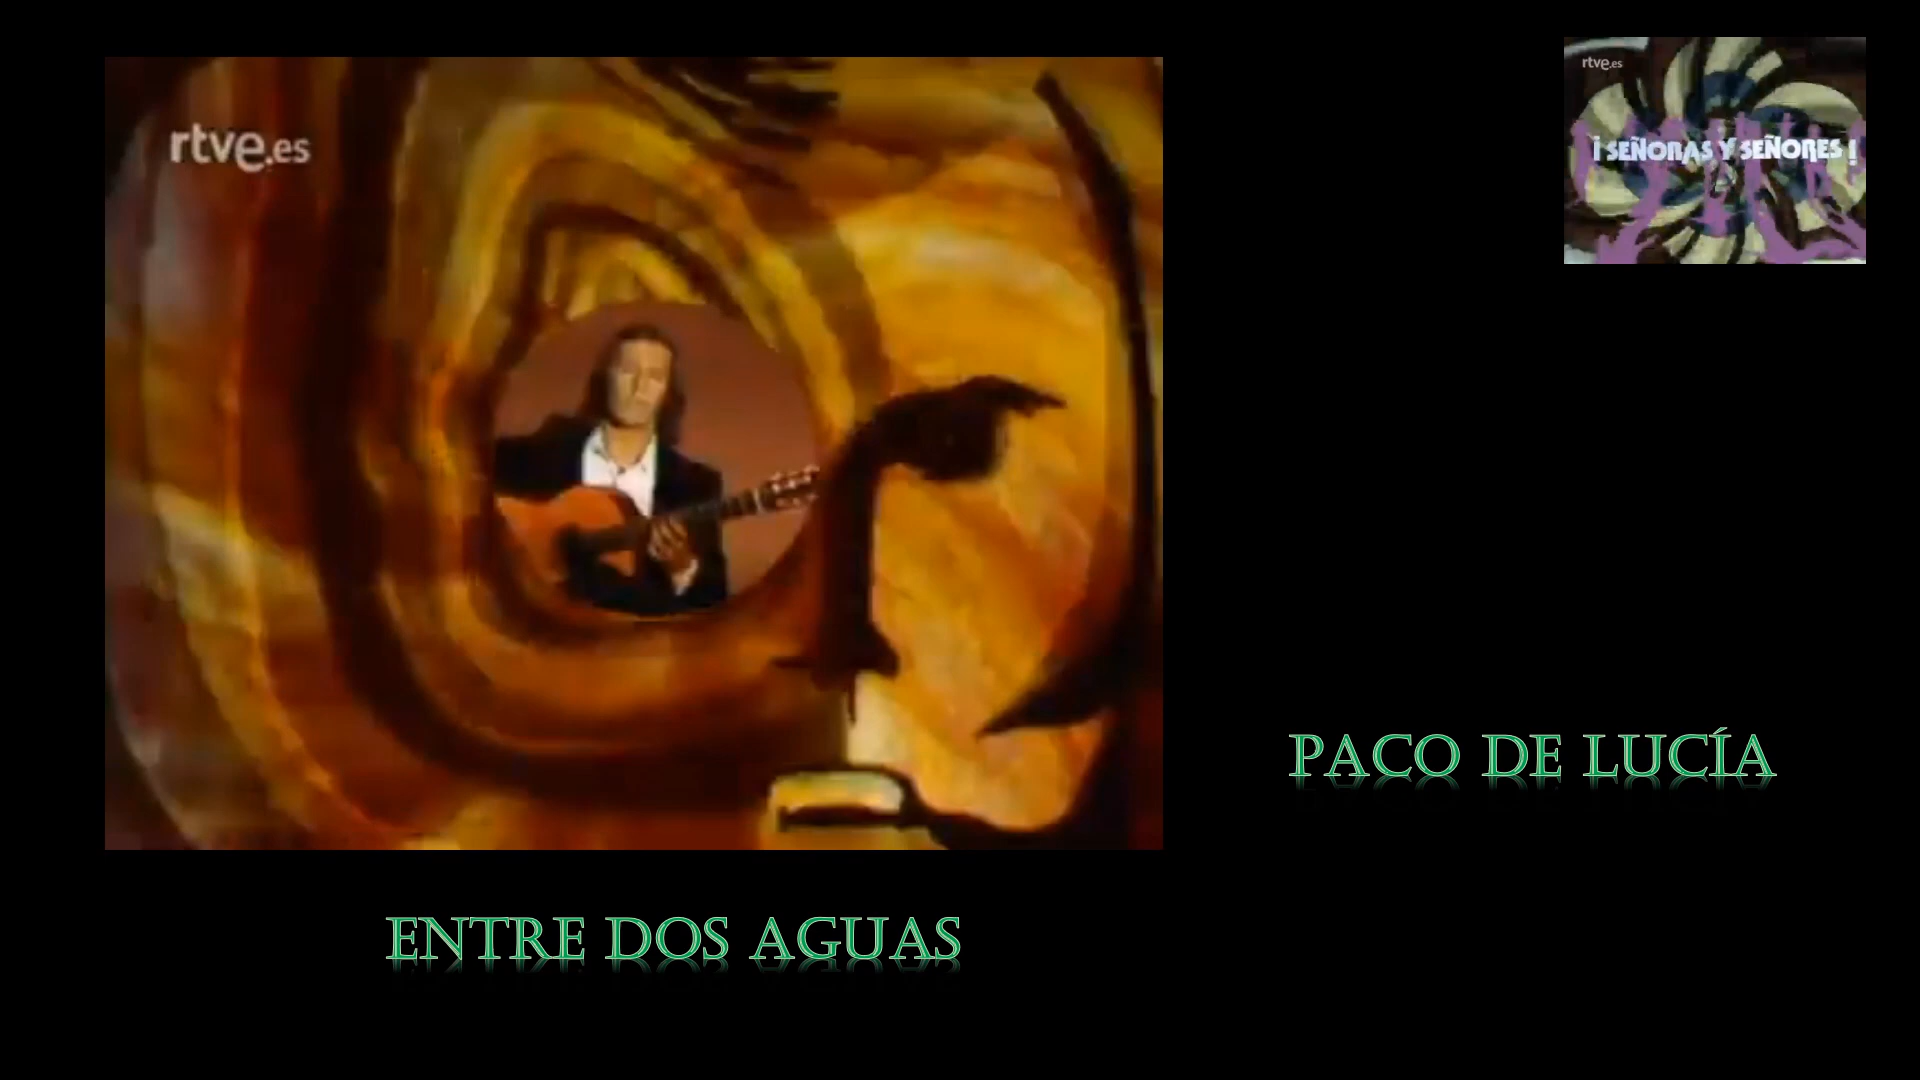 rtve.es
rtve.es
¡ SEÑORAS Y SEÑORES !
PACO DE LUCÍA
ENTRE DOS AGUAS